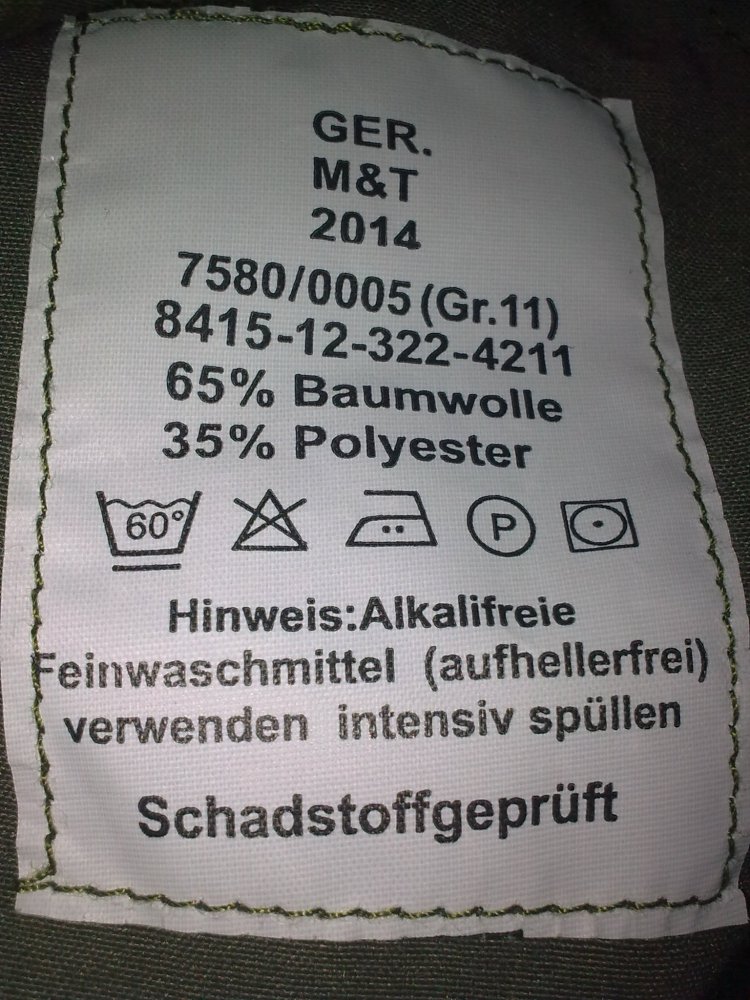 GER.
M&T
2014
7580/0005 (Gr.11)
8415-12-322-4211
65% Baumwolle
35% Polyester
60° P
Hinweis:Alkalifreie
Feinwaschmittel (aufhellerfrei)
verwenden intensiv spüllen
Schadstoffgeprüft